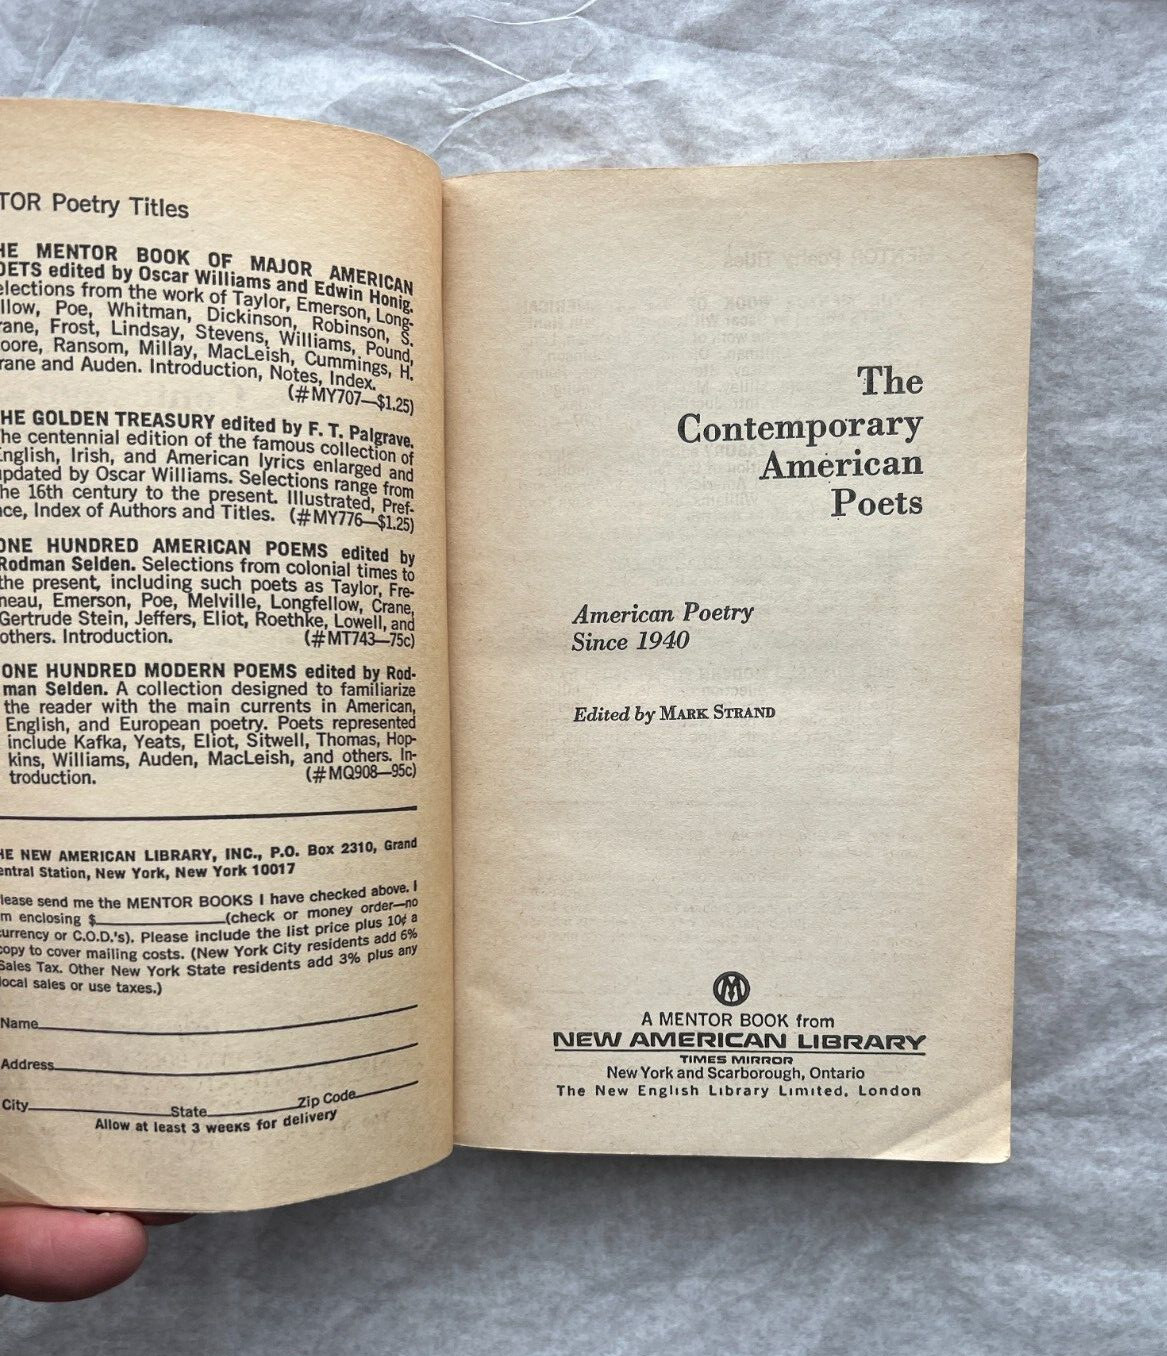 TOR Poetry Titles
HE MENTOR BOOK OF MAJOR AMERICAN
OETS edited by Oscar Williams and Edwin Honig.
elections from the work of Taylor, Emerson, Long-
llow, Poe, Whitman, Dickinson, Robinson, S.
rane, Frost, Lindsay, Stevens, Williams, Pound,
oore, Ransom, Millay, MacLeish, Cummings, H.
rane and Auden. Introduction, Notes, Index.
(#MY707—$1.25)
HE GOLDEN TREASURY edited by F. T. Palgrave.
he centennial edition of the famous collection of
nglish, Irish, and American lyrics enlarged and
updated by Oscar Williams. Selections range from
he 16th century to the present. Illustrated, Pref-
ce, Index of Authors and Titles. (#MY776—$1.25)
ONE HUNDRED AMERICAN POEMS edited by
Rodman Selden. Selections from colonial times to
the present, including such poets as Taylor, Fre-
neau, Emerson, Poe, Melville, Longfellow, Crane,
Gertrude Stein, Jeffers, Eliot, Roethke, Lowell, and
others. Introduction. (#MT743—75c)
ONE HUNDRED MODERN POEMS edited by Rod-
man Selden. A collection designed to familiarize
the reader with the main currents in American,
English, and European poetry. Poets represented
include Kafka, Yeats, Eliot, Sitwell, Thomas, Hop-
kins, Williams, Auden, MacLeish, and others. In-
troduction. (#MQ908—95c)
HE NEW AMERICAN LIBRARY, INC., P.O. Box 2310, Grand
entral Station, New York, New York 10017
lease send me the MENTOR BOOKS I have checked above. I
m enclosing $____________(check or money order—no
urrency or C.O.D.'s). Please include the list price plus 10¢ a
copy to cover mailing costs. (New York City residents add 6%
Sales Tax. Other New York State residents add 3% plus any
local sales or use taxes.)
Name
Address
City State Zip Code
Allow at least 3 weeks for delivery
The
Contemporary
American
Poets
American Poetry
Since 1940
Edited by MARK STRAND
M
A MENTOR BOOK from
NEW AMERICAN LIBRARY
TIMES MIRROR
New York and Scarborough, Ontario
The New English Library Limited, London